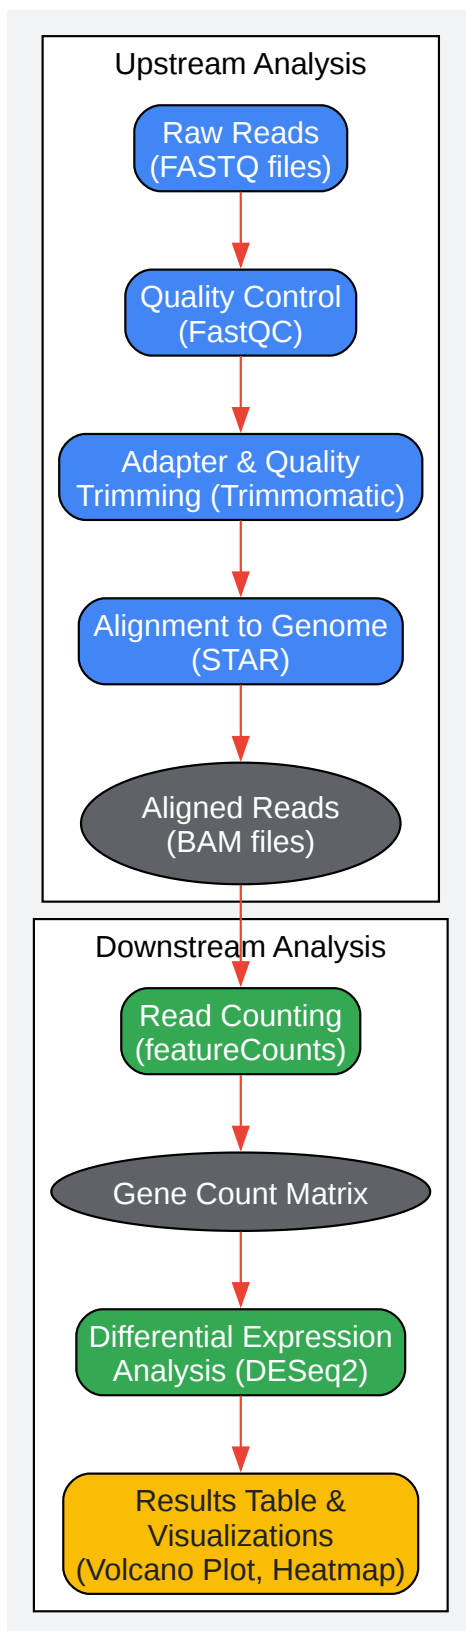 Upstream Analysis
Raw Reads
(FASTQ files)
Quality Control
(FastQC)
Adapter & Quality
Trimming (Trimmomatic)
Alignment to Genome
(STAR)
Aligned Reads
(BAM files)
Downstream Analysis
Read Counting
(featureCounts)
Gene Count Matrix
Differential Expression
Analysis (DESeq2)
Results Table &
Visualizations
(Volcano Plot, Heatmap)